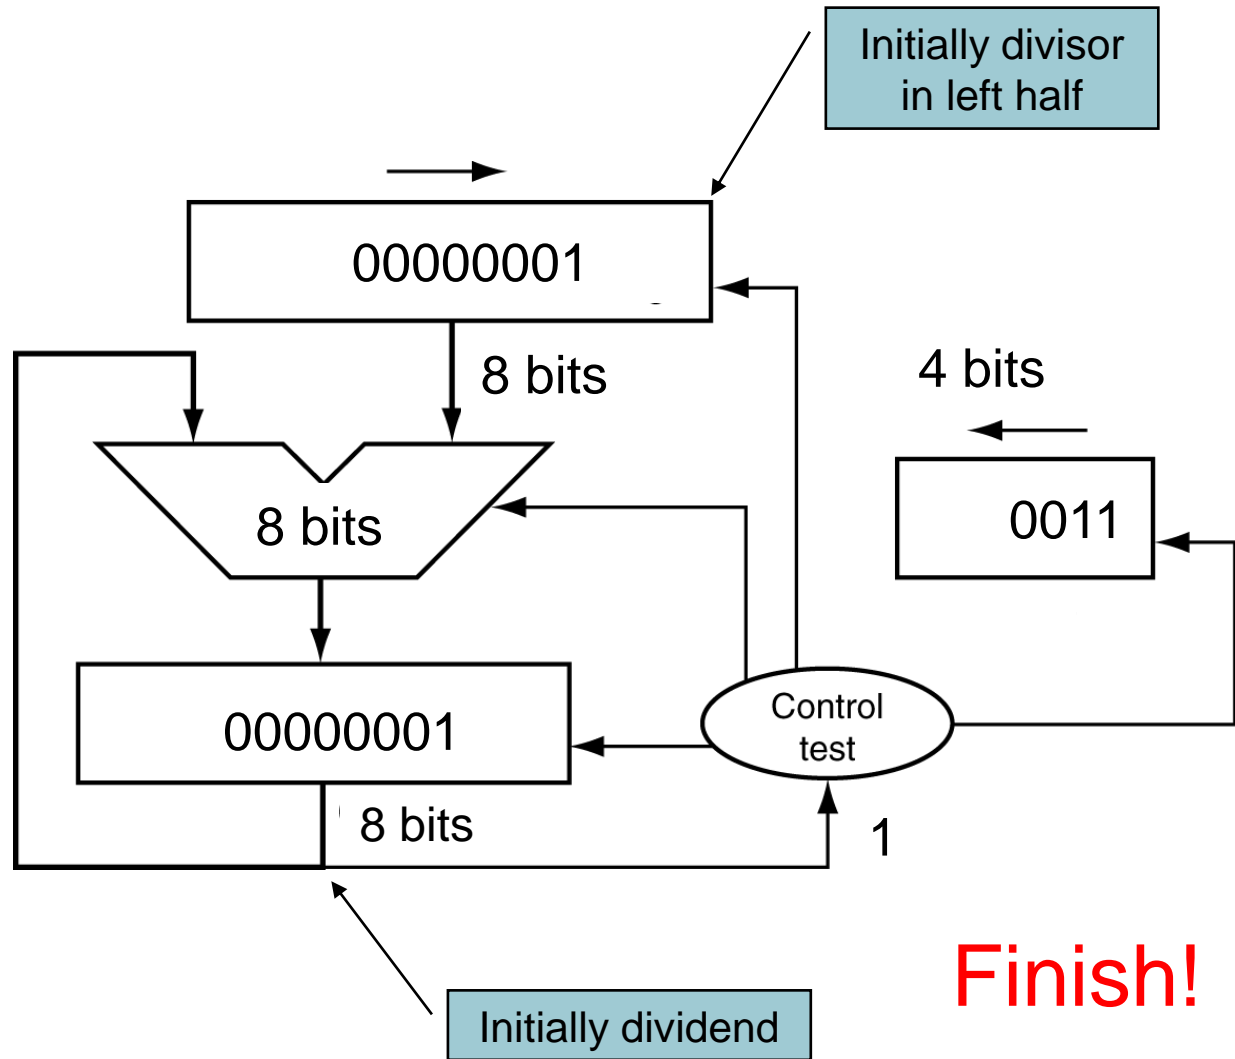 Initially divisor
in left half
00000001
8 bits
4 bits
8 bits
0011
00000001
Control
test
8 bits
1
Finish!
Initially dividend